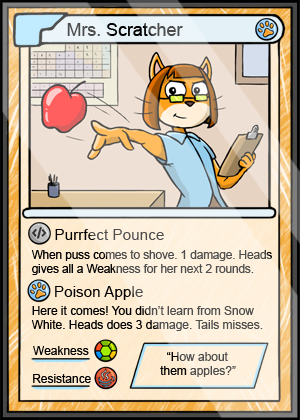 Mrs. Scratcher
</> Purrfect Pounce
When puss comes to shove. 1 damage. Heads
gives all a Weakness for her next 2 rounds.
Poison Apple
Here it comes! You didn't learn from Snow
White. Heads does 3 damage. Tails misses.
Weakness
Resistance
"How about
them apples?"